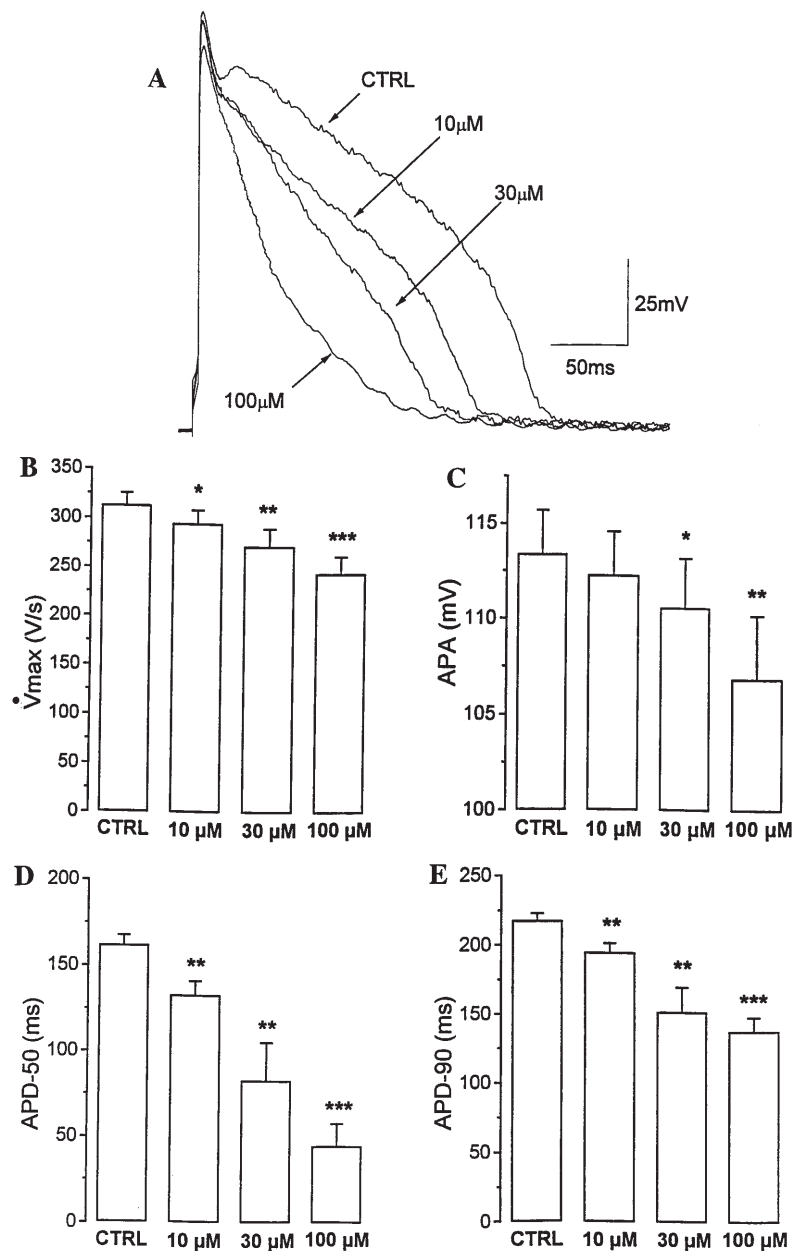 A
CTRL
10µM
30µM
100µM
25mV
50ms
B
V̇max (V/s)
350
300
250
200
150
100
50
0
*
**
***
CTRL
10 µM
30 µM
100 µM
C
APA (mV)
115
110
105
100
*
**
CTRL
10 µM
30 µM
100 µM
D
APD-50 (ms)
200
150
100
50
0
**
**
***
CTRL
10 µM
30 µM
100 µM
E
APD-90 (ms)
250
200
150
100
50
0
**
**
***
CTRL
10 µM
30 µM
100 µM